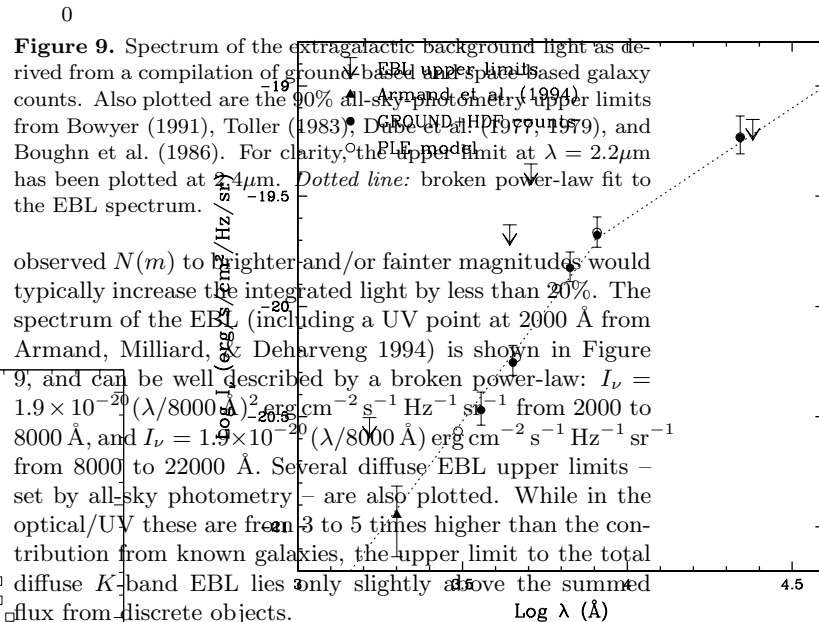 0
Figure 9. Spectrum of the extragalactic background light as de-
rived from a compilation of ground-based and space-based galaxy
counts. Also plotted are the 90% all-sky-photometry upper limits
from Bowyer (1991), Toller (1983), Dube et al. (1977, 1979), and
Boughn et al. (1986). For clarity, the upper limit at λ = 2.2μm
has been plotted at 2.4μm. Dotted line: broken power-law fit to
the EBL spectrum.
observed N(m) to brighter and/or fainter magnitudes would
typically increase the integrated light by less than 20%. The
spectrum of the EBL (including a UV point at 2000 Å from
Armand, Milliard, & Deharveng 1994) is shown in Figure
9, and can be well described by a broken power-law: I_ν =
1.9 × 10⁻²⁰ (λ/8000 Å)² erg cm⁻² s⁻¹ Hz⁻¹ sr⁻¹ from 2000 to
8000 Å, and I_ν = 1.9×10⁻²⁰ (λ/8000 Å) erg cm⁻² s⁻¹ Hz⁻¹ sr⁻¹
from 8000 to 22000 Å. Several diffuse EBL upper limits –
set by all-sky photometry – are also plotted. While in the
optical/UV these are from 3 to 5 times higher than the con-
tribution from known galaxies, the upper limit to the total
diffuse K-band EBL lies only slightly above the summed
flux from discrete objects.
EBL upper limits
Armand et al. (1994)
GROUND+HDF counts
PLE model
-19
-19.5
-20
-20.5
-21
Log I_ν (erg/s/cm2/Hz/sr)
3
3.5
4
4.5
Log λ (Å)